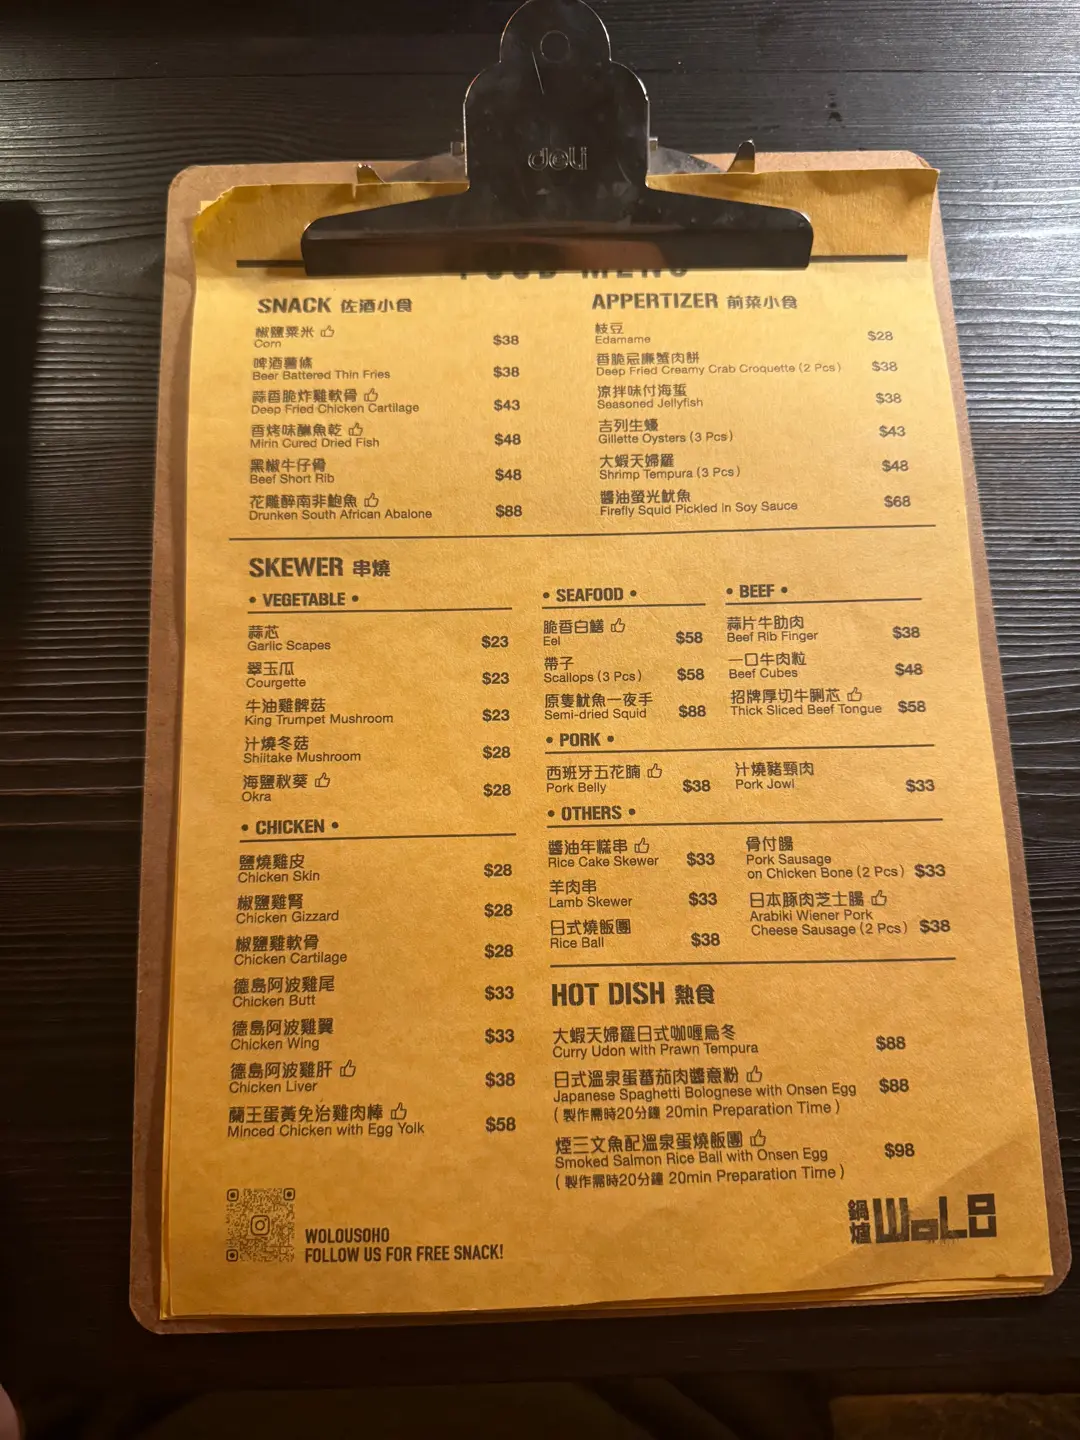 deli
FOOD MENU
SNACK 佐酒小食
椒鹽粟米
Corn
$38
啤酒薯條
Beer Battered Thin Fries
$38
蒜香脆炸雞軟骨
Deep Fried Chicken Cartilage
$43
香烤味醂魚乾
Mirin Cured Dried Fish
$48
黑椒牛仔骨
Beef Short Rib
$48
花雕醉南非鮑魚
Drunken South African Abalone
$88
APPERTIZER 前菜小食
枝豆
Edamame
$28
香脆忌廉蟹肉餅
Deep Fried Creamy Crab Croquette (2 Pcs)
$38
涼拌味付海蜇
Seasoned Jellyfish
$38
吉列生蠔
Gillette Oysters (3 Pcs)
$43
大蝦天婦羅
Shrimp Tempura (3 Pcs)
$48
醬油螢光魷魚
Firefly Squid Pickled in Soy Sauce
$68
SKEWER 串燒
• VEGETABLE •
蒜芯
Garlic Scapes
$23
翠玉瓜
Courgette
$23
牛油雞髀菇
King Trumpet Mushroom
$23
汁燒冬菇
Shiitake Mushroom
$28
海鹽秋葵
Okra
$28
• CHICKEN •
鹽燒雞皮
Chicken Skin
$28
椒鹽雞腎
Chicken Gizzard
$28
椒鹽雞軟骨
Chicken Cartilage
$28
德島阿波雞尾
Chicken Butt
$33
德島阿波雞翼
Chicken Wing
$33
德島阿波雞肝
Chicken Liver
$38
蘭王蛋黃免治雞肉棒
Minced Chicken with Egg Yolk
$58
• SEAFOOD •
脆香白鱔
Eel
$58
帶子
Scallops (3 Pcs)
$58
原隻魷魚一夜干
Semi-dried Squid
$88
• BEEF •
蒜片牛肋肉
Beef Rib Finger
$38
一口牛肉粒
Beef Cubes
$48
招牌厚切牛脷芯
Thick Sliced Beef Tongue
$58
• PORK •
西班牙五花腩
Pork Belly
$38
汁燒豬頸肉
Pork Jowl
$33
• OTHERS •
醬油年糕串
Rice Cake Skewer
$33
羊肉串
Lamb Skewer
$33
日式燒飯團
Rice Ball
$38
骨付腸
Pork Sausage
on Chicken Bone (2 Pcs)
$33
日本豚肉芝士腸
Arabiki Wiener Pork
Cheese Sausage (2 Pcs)
$38
HOT DISH 熱食
大蝦天婦羅日式咖喱烏冬
Curry Udon with Prawn Tempura
$88
日式溫泉蛋蕃茄肉醬意粉
Japanese Spaghetti Bolognese with Onsen Egg
( 製作需時20分鐘 20min Preparation Time )
$88
煙三文魚配溫泉蛋燒飯團
Smoked Salmon Rice Ball with Onsen Egg
( 製作需時20分鐘 20min Preparation Time )
$98
WOLOUSOHO
FOLLOW US FOR FREE SNACK!
鍋爐 WoLo